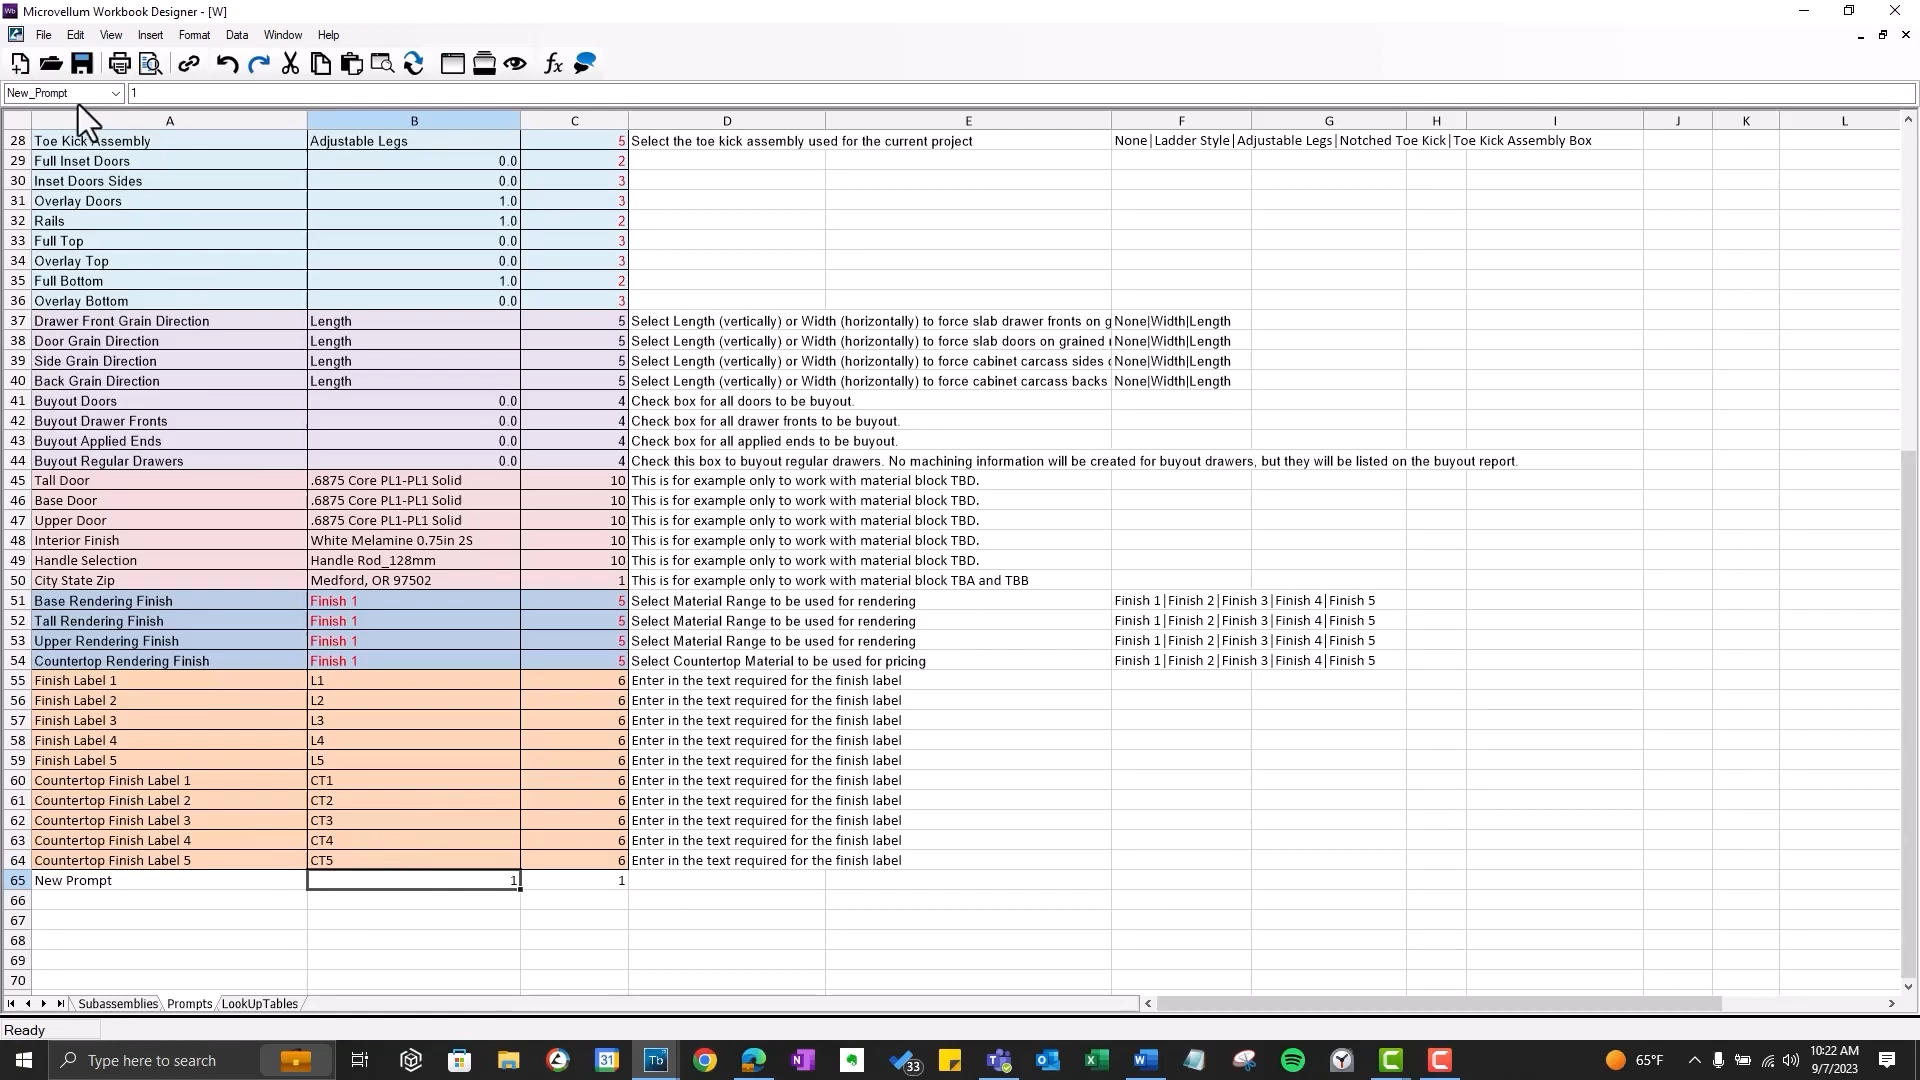 Microvellum Workbook Designer - [W]
File Edit View Insert Format Data Window Help
New_Prompt 1
A B C D E F G H I J K L
28 Toe Kick Assembly Adjustable Legs 5 Select the toe kick assembly used for the current project None|Ladder Style|Adjustable Legs|Notched Toe Kick|Toe Kick Assembly Box
29 Full Inset Doors 0.0 2
30 Inset Doors Sides 0.0 3
31 Overlay Doors 1.0 3
32 Rails 1.0 2
33 Full Top 0.0 3
34 Overlay Top 0.0 3
35 Full Bottom 1.0 2
36 Overlay Bottom 0.0 3
37 Drawer Front Grain Direction Length 5 Select Length (vertically) or Width (horizontally) to force slab drawer fronts on g None|Width|Length
38 Door Grain Direction Length 5 Select Length (vertically) or Width (horizontally) to force slab doors on grained None|Width|Length
39 Side Grain Direction Length 5 Select Length (vertically) or Width (horizontally) to force cabinet carcass sides None|Width|Length
40 Back Grain Direction Length 5 Select Length (vertically) or Width (horizontally) to force cabinet carcass backs None|Width|Length
41 Buyout Doors 0.0 4 Check box for all doors to be buyout.
42 Buyout Drawer Fronts 0.0 4 Check box for all drawer fronts to be buyout.
43 Buyout Applied Ends 0.0 4 Check box for all applied ends to be buyout.
44 Buyout Regular Drawers 0.0 4 Check this box to buyout regular drawers. No machining information will be created for buyout drawers, but they will be listed on the buyout report.
45 Tall Door .6875 Core PL1-PL1 Solid 10 This is for example only to work with material block TBD.
46 Base Door .6875 Core PL1-PL1 Solid 10 This is for example only to work with material block TBD.
47 Upper Door .6875 Core PL1-PL1 Solid 10 This is for example only to work with material block TBD.
48 Interior Finish White Melamine 0.75in 2S 10 This is for example only to work with material block TBD.
49 Handle Selection Handle Rod_128mm 10 This is for example only to work with material block TBD.
50 City State Zip Medford, OR 97502 1 This is for example only to work with material block TBA and TBB
51 Base Rendering Finish Finish 1 5 Select Material Range to be used for rendering Finish 1|Finish 2|Finish 3|Finish 4|Finish 5
52 Tall Rendering Finish Finish 1 5 Select Material Range to be used for rendering Finish 1|Finish 2|Finish 3|Finish 4|Finish 5
53 Upper Rendering Finish Finish 1 5 Select Material Range to be used for rendering Finish 1|Finish 2|Finish 3|Finish 4|Finish 5
54 Countertop Rendering Finish Finish 1 5 Select Countertop Material to be used for pricing Finish 1|Finish 2|Finish 3|Finish 4|Finish 5
55 Finish Label 1 L1 6 Enter in the text required for the finish label
56 Finish Label 2 L2 6 Enter in the text required for the finish label
57 Finish Label 3 L3 6 Enter in the text required for the finish label
58 Finish Label 4 L4 6 Enter in the text required for the finish label
59 Finish Label 5 L5 6 Enter in the text required for the finish label
60 Countertop Finish Label 1 CT1 6 Enter in the text required for the finish label
61 Countertop Finish Label 2 CT2 6 Enter in the text required for the finish label
62 Countertop Finish Label 3 CT3 6 Enter in the text required for the finish label
63 Countertop Finish Label 4 CT4 6 Enter in the text required for the finish label
64 Countertop Finish Label 5 CT5 6 Enter in the text required for the finish label
65 New Prompt 1 1
66
67
68
69
70
Subassemblies Prompts LookUpTables
Ready
Type here to search 31 Tb 33 65°F 10:22 AM
9/7/2023